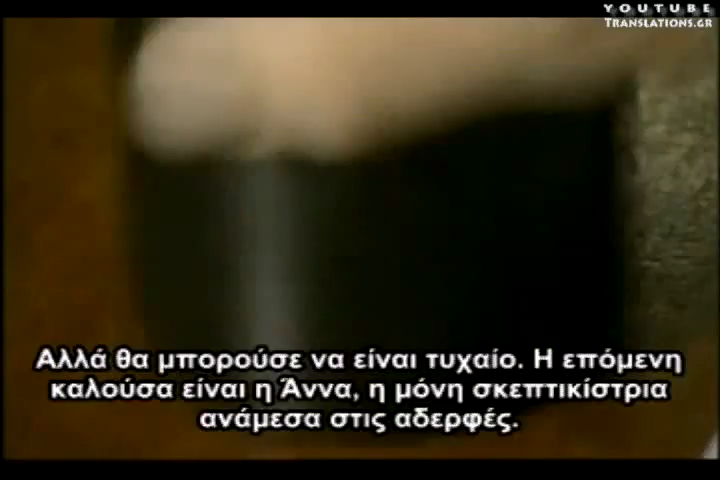 YOUTUBE
TRANSLATIONS.GR
Αλλά θα μπορούσε να είναι τυχαίο. Η επόμενη
καλούσα είναι η Άννα, η μόνη σκεπτικίστρια
ανάμεσα στις αδερφές.